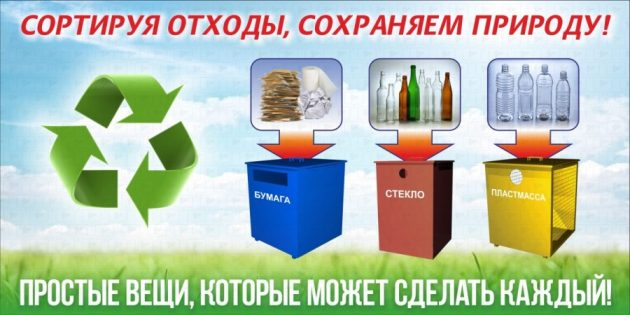 СОРТИРУЯ ОТХОДЫ, СОХРАНЯЕМ ПРИРОДУ!
БУМАГА
СТЕКЛО
ПЛАСТМАССА
ПРОСТЫЕ ВЕЩИ, КОТОРЫЕ МОЖЕТ СДЕЛАТЬ КАЖДЫЙ!